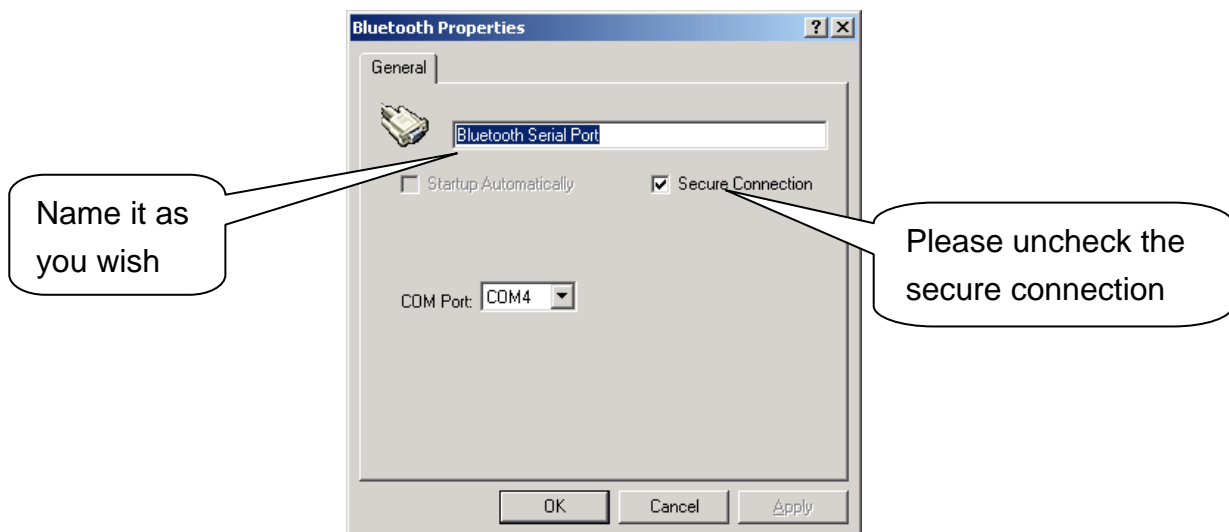 Bluetooth Properties
General
Bluetooth Serial Port
Startup Automatically
Secure Connection
Name it as
you wish
Please uncheck the
secure connection
COM Port: COM4
OK
Cancel
Apply